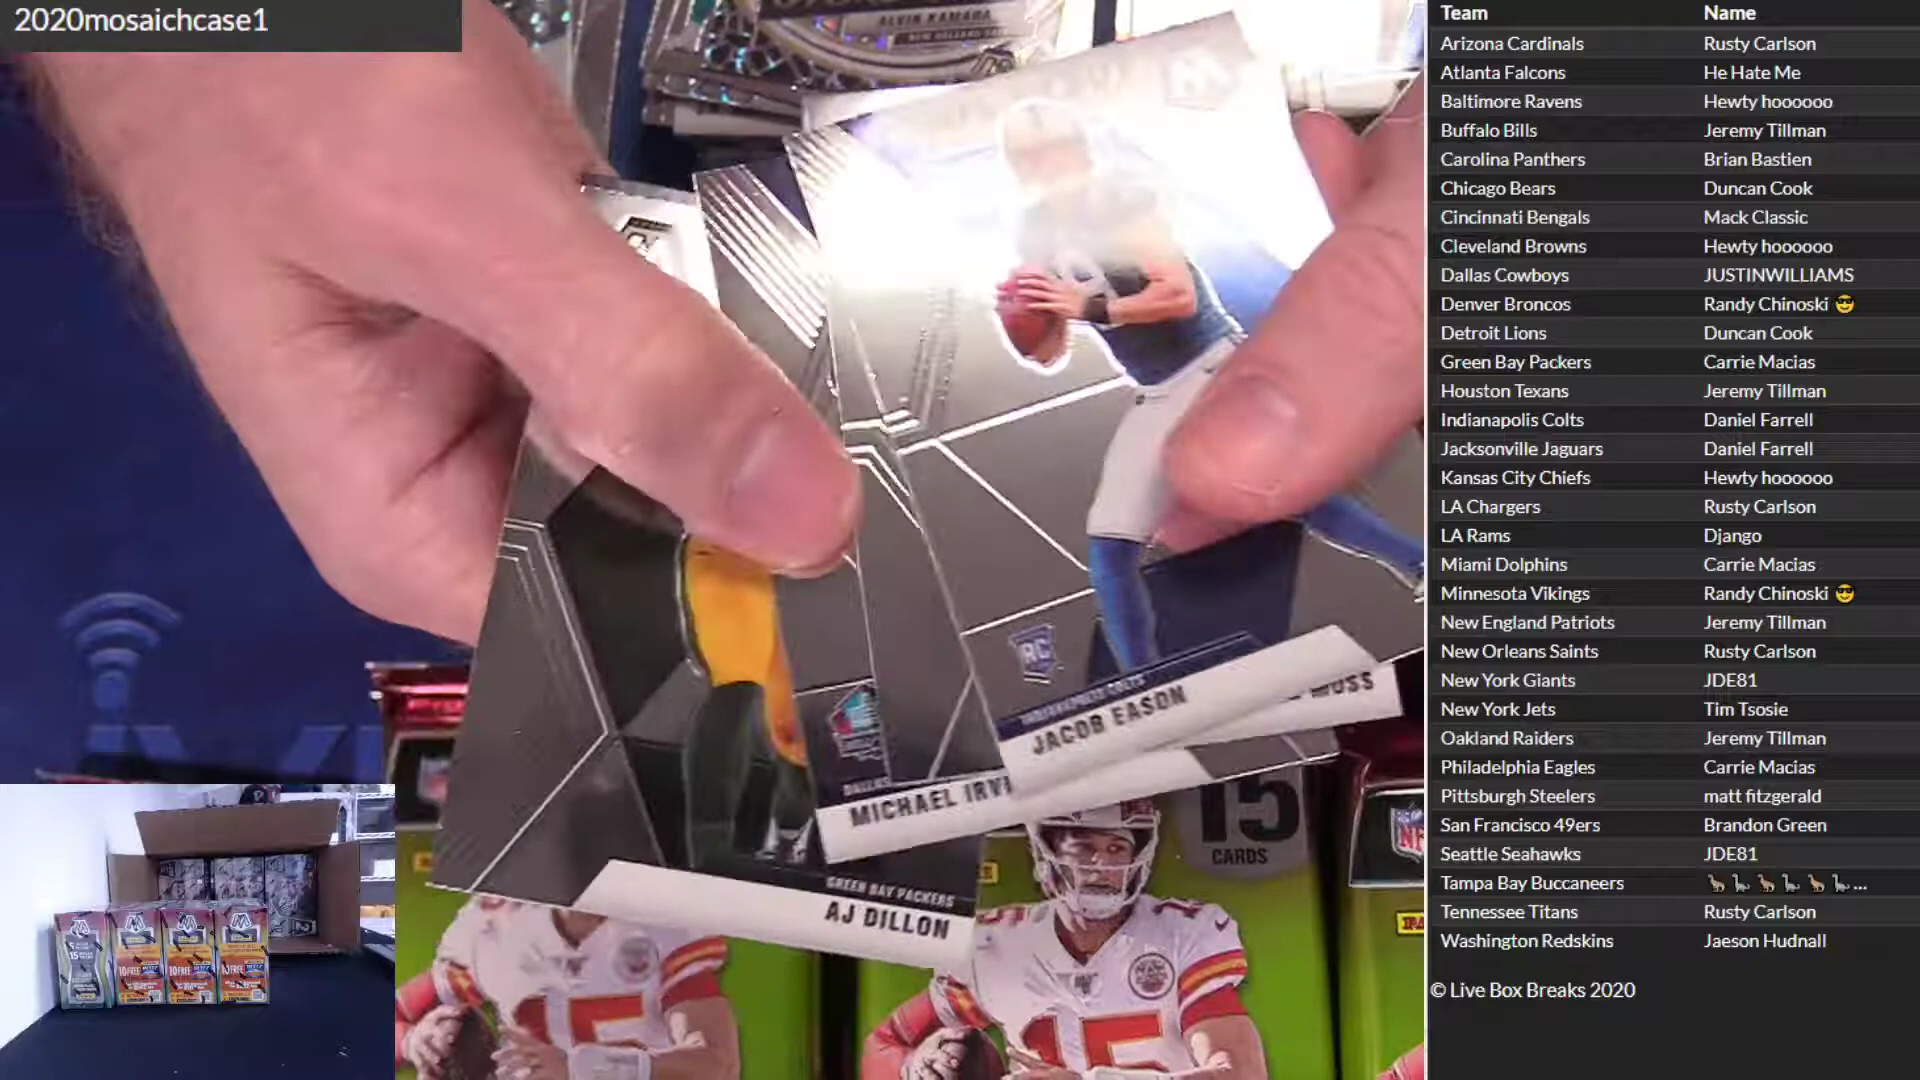 2020mosaichcase1
ALVIN KAMARA
JACOB EASON
MOSS
MICHAEL IRVI
DALLAS
GREEN BAY PACKERS
AJ DILLON
RC
15
CARDS
15
15
Team Name
Arizona Cardinals Rusty Carlson
Atlanta Falcons He Hate Me
Baltimore Ravens Hewty hoooooo
Buffalo Bills Jeremy Tillman
Carolina Panthers Brian Bastien
Chicago Bears Duncan Cook
Cincinnati Bengals Mack Classic
Cleveland Browns Hewty hoooooo
Dallas Cowboys JUSTINWILLIAMS
Denver Broncos Randy Chinoski 😎
Detroit Lions Duncan Cook
Green Bay Packers Carrie Macias
Houston Texans Jeremy Tillman
Indianapolis Colts Daniel Farrell
Jacksonville Jaguars Daniel Farrell
Kansas City Chiefs Hewty hoooooo
LA Chargers Rusty Carlson
LA Rams Django
Miami Dolphins Carrie Macias
Minnesota Vikings Randy Chinoski 😎
New England Patriots Jeremy Tillman
New Orleans Saints Rusty Carlson
New York Giants JDE81
New York Jets Tim Tsosie
Oakland Raiders Jeremy Tillman
Philadelphia Eagles Carrie Macias
Pittsburgh Steelers matt fitzgerald
San Francisco 49ers Brandon Green
Seattle Seahawks JDE81
Tampa Bay Buccaneers 🦒🦕🦒🦕🦒🦕...
Tennessee Titans Rusty Carlson
Washington Redskins Jaeson Hudnall
© Live Box Breaks 2020